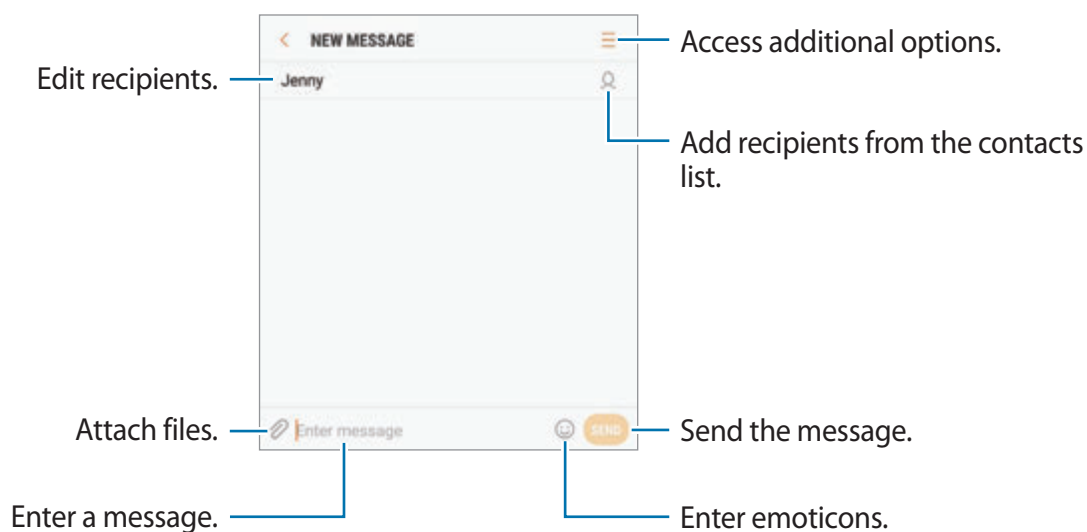 NEW MESSAGE
Access additional options.
Edit recipients.
Jenny
Add recipients from the contacts
list.
Attach files.
Enter message
SEND
Send the message.
Enter a message.
Enter emoticons.